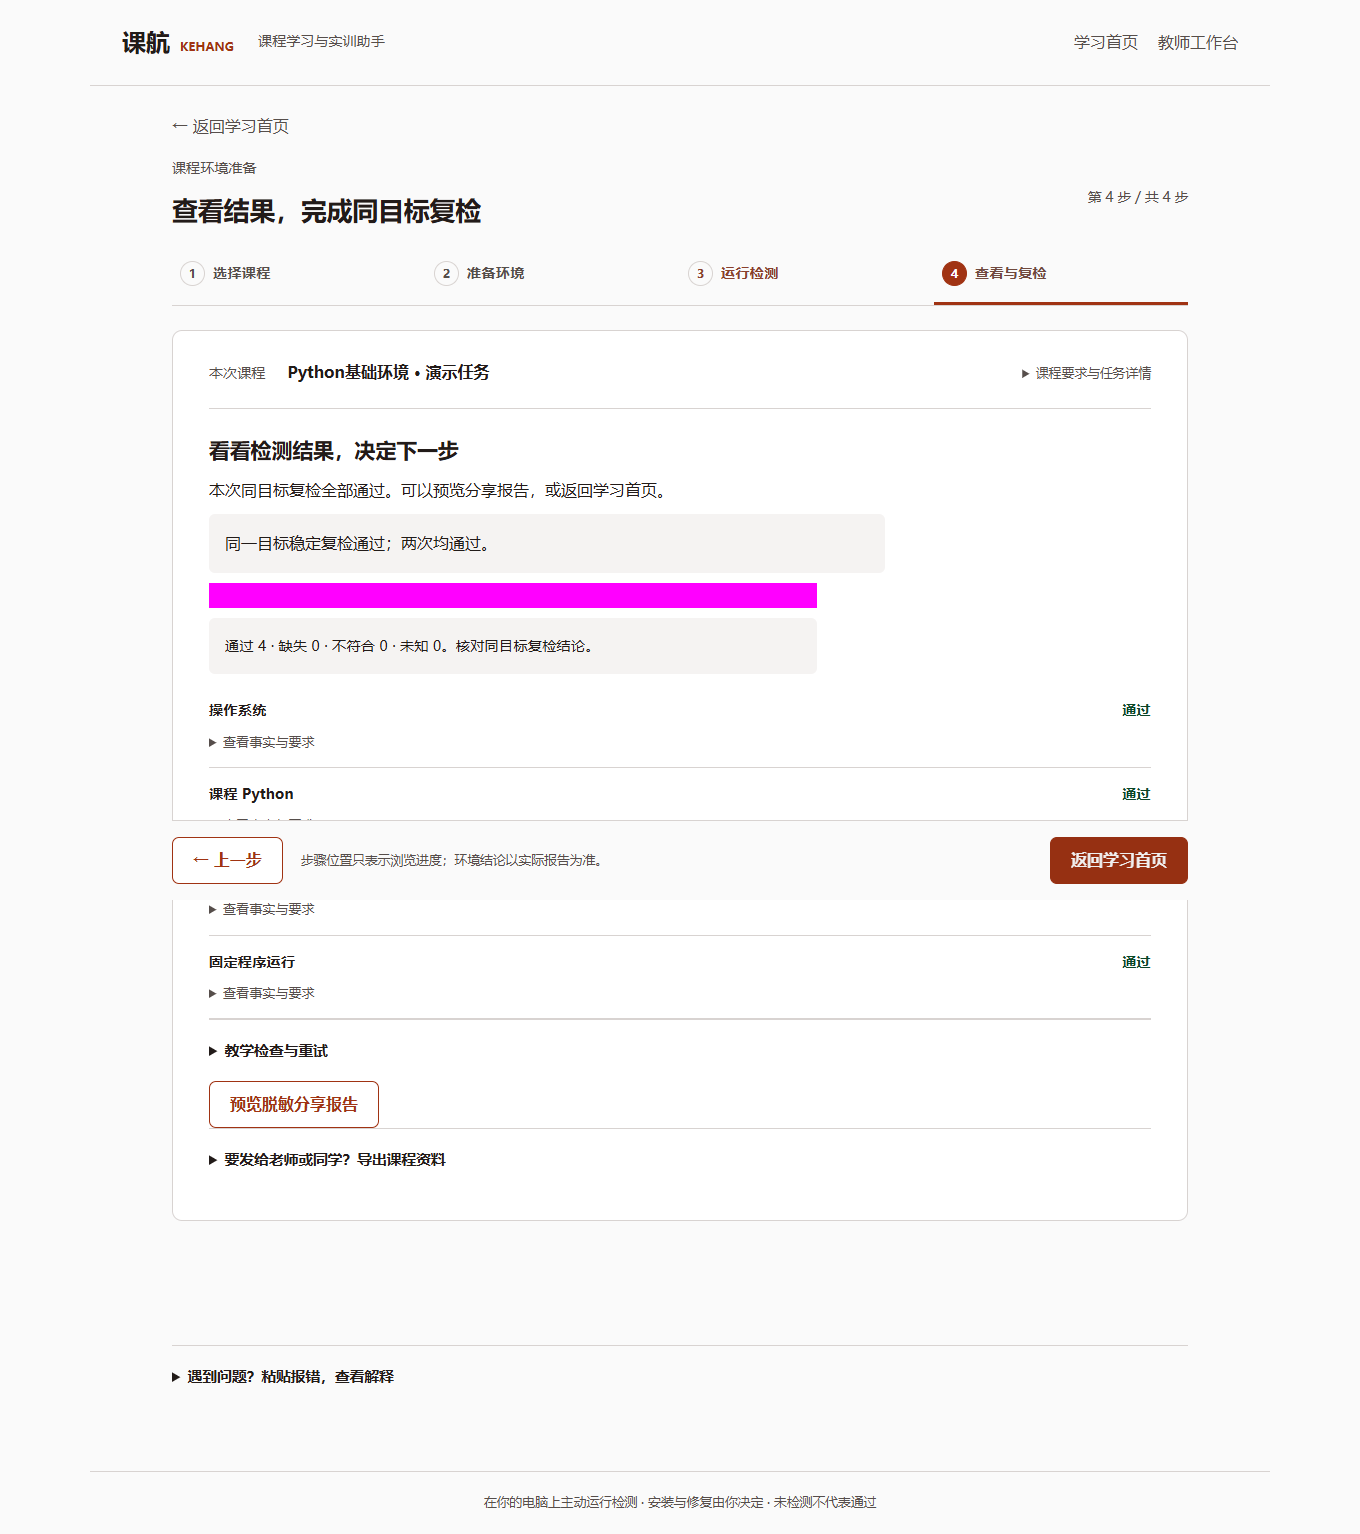 课航 KEHANG 课程学习与实训助手 学习首页 教师工作台
← 返回学习首页
课程环境准备
查看结果，完成同目标复检
第 4 步 / 共 4 步
1 选择课程 2 准备环境 3 运行检测 4 查看与复检
本次课程 Python基础环境 • 演示任务 ▶ 课程要求与任务详情
看看检测结果，决定下一步
本次同目标复检全部通过。可以预览分享报告，或返回学习首页。
同一目标稳定复检通过；两次均通过。
通过 4 · 缺失 0 · 不符合 0 · 未知 0。核对同目标复检结论。
操作系统 通过
▶ 查看事实与要求
课程 Python 通过
← 上一步 步骤位置只表示浏览进度；环境结论以实际报告为准。 返回学习首页
▶ 查看事实与要求
固定程序运行 通过
▶ 查看事实与要求
▶ 教学检查与重试
预览脱敏分享报告
▶ 要发给老师或同学？导出课程资料
▶ 遇到问题？粘贴报错，查看解释
在你的电脑上主动运行检测 · 安装与修复由你决定 · 未检测不代表通过